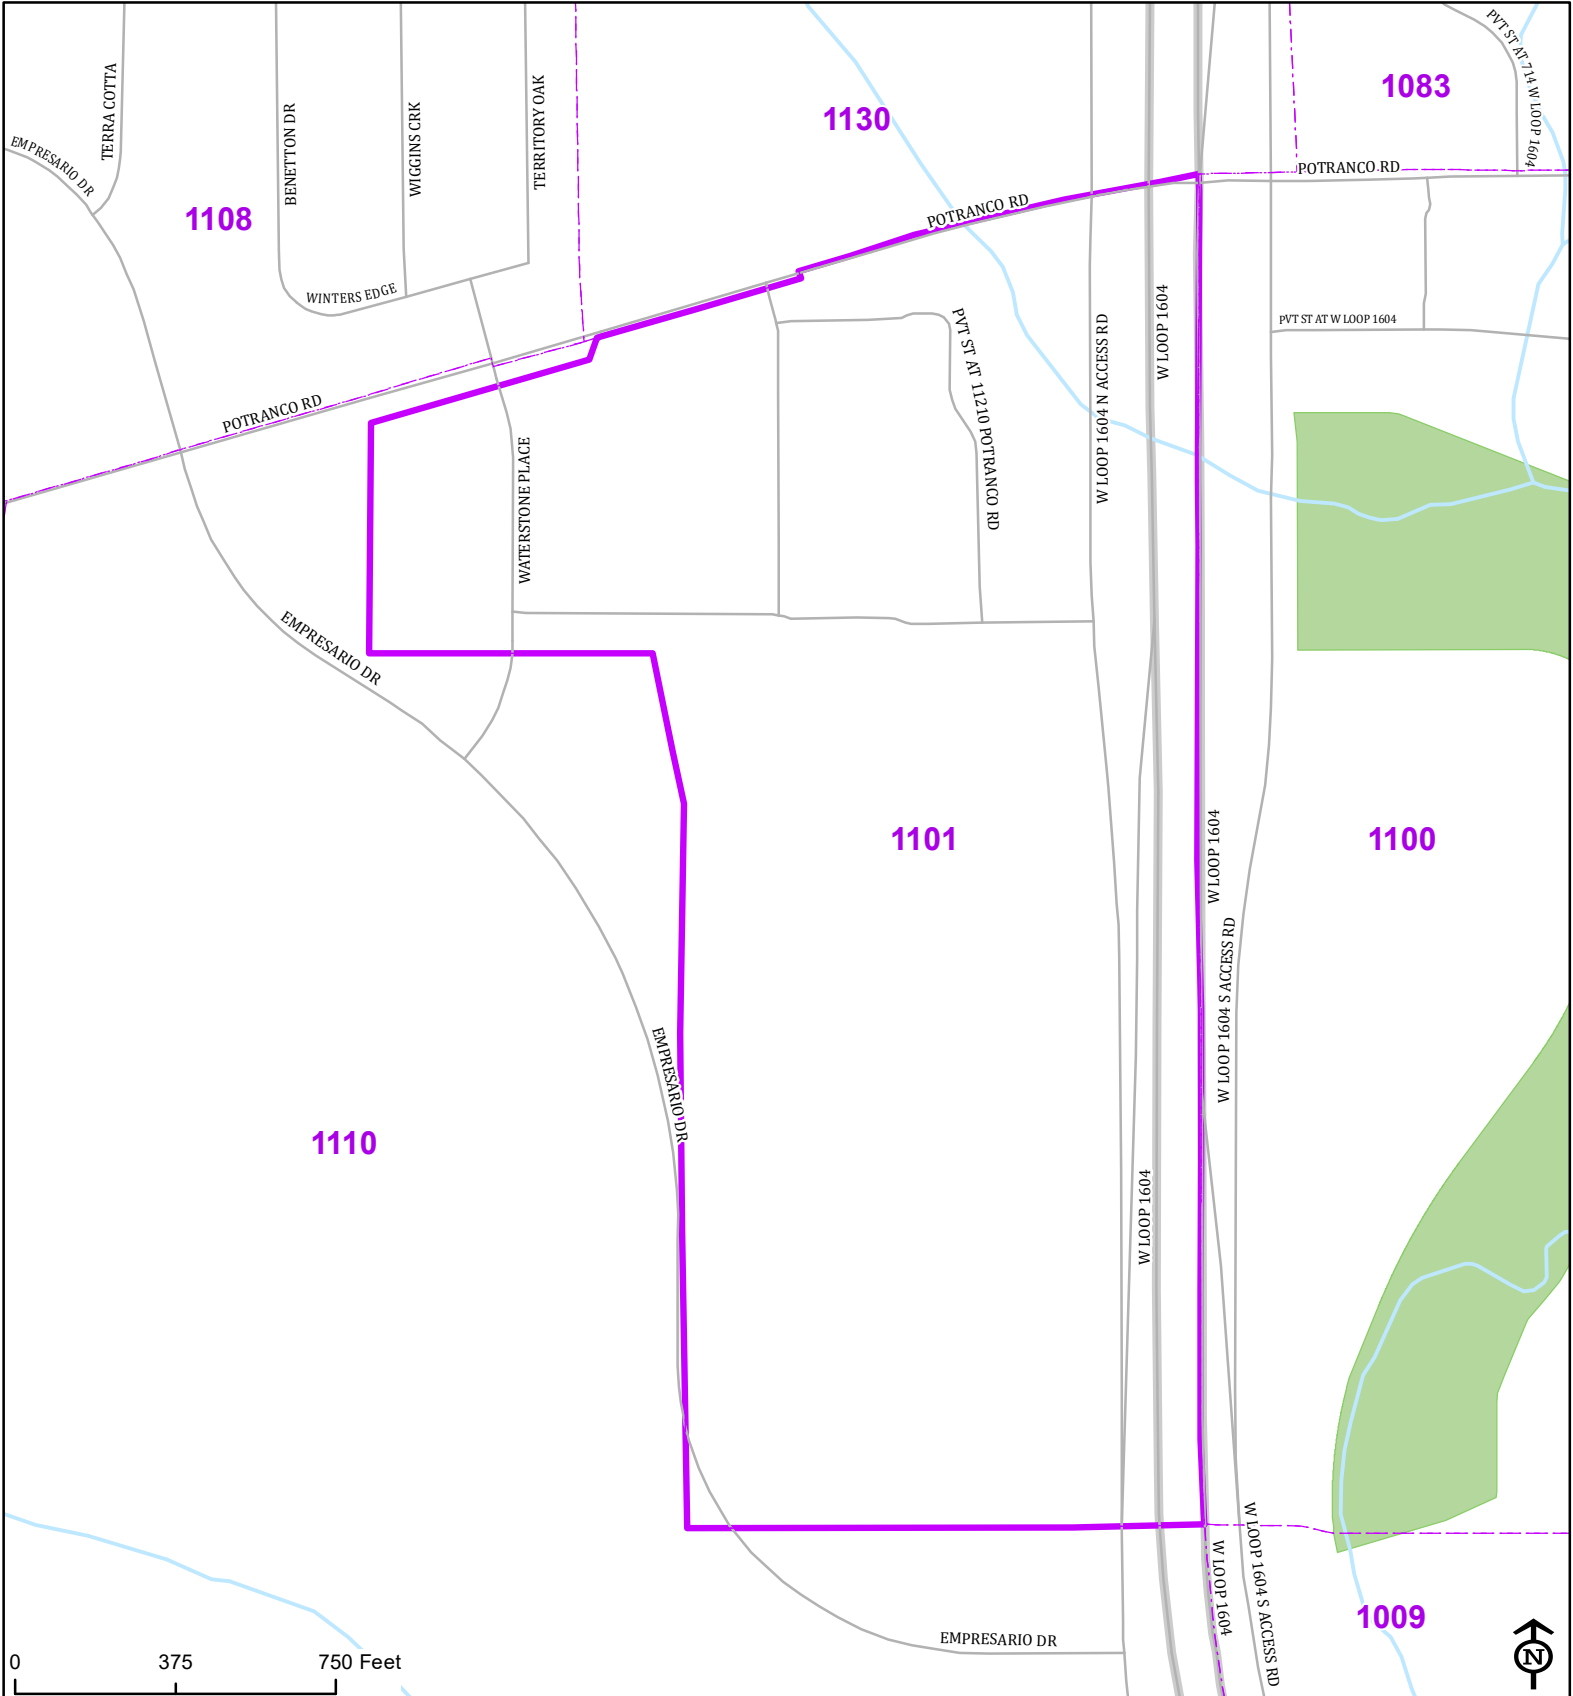 PVT ST AT 714 W LOOP 1604
1083
TERRA COTTA
BENETTON DR
WIGGINS CRK
TERRITORY OAK
1130
EMPRESARIO DR
POTRANCO RD
1108
POTRANCO RD
WINTERS EDGE
W LOOP 1604
PVT ST AT W LOOP 1604
PVT ST AT 11210 POTRANCO RD
W LOOP 1604 N ACCESS RD
POTRANCO RD
WATERSTONE PLACE
EMPRESARIO DR
1101
W LOOP 1604
1100
W LOOP 1604 S ACCESS RD
EMPRESARIO DR
1110
W LOOP 1604
W LOOP 1604
W LOOP 1604 S ACCESS RD
1009
EMPRESARIO DR
0 375 750 Feet
N